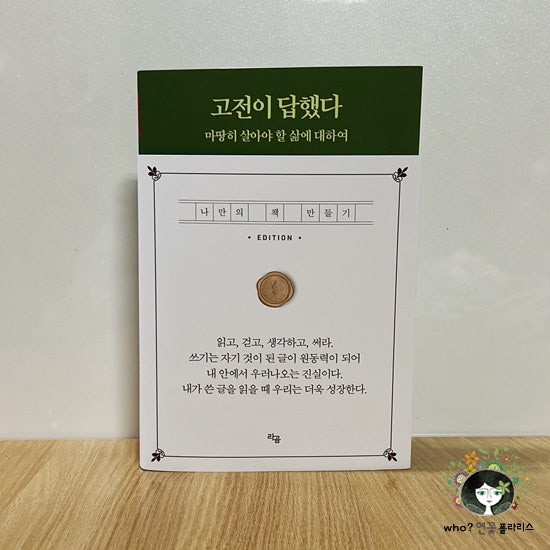 고전이 답했다
마땅히 살아야 할 삶에 대하여
나만의 책 만들기
• EDITION •
읽고, 걷고, 생각하고, 써라.
쓰기는 자기 것이 된 글이 원동력이 되어
내 안에서 우러나오는 진실이다.
내가 쓴 글을 읽을 때 우리는 더욱 성장한다.
라곰
who? 연꽃 폴라리스